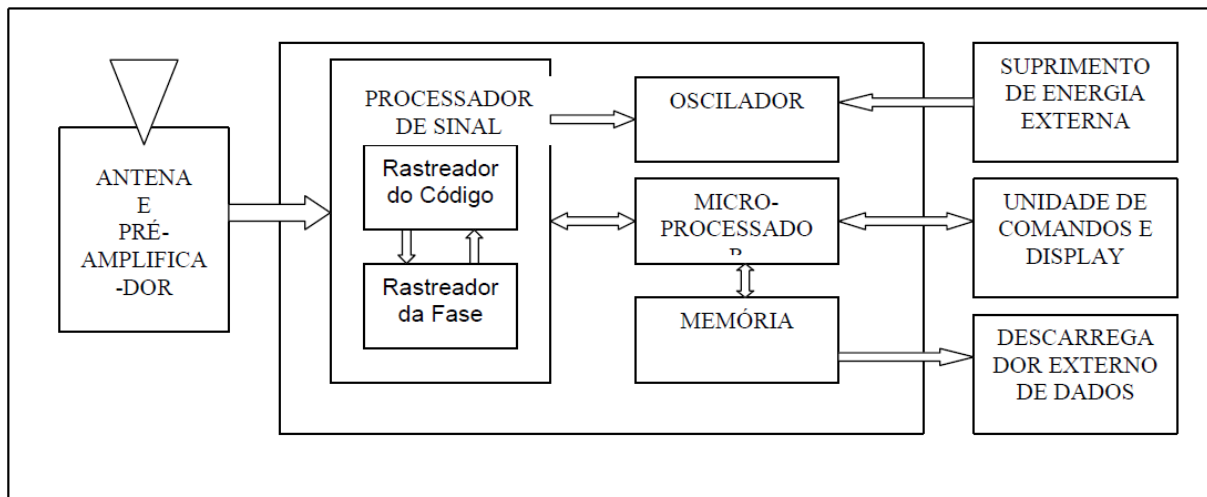 ANTENA
E
PRÉ-
AMPLIFICA
-DOR
PROCESSADOR
DE SINAL
Rastreador
do Código
Rastreador
da Fase
OSCILADOR
MICRO-
PROCESSADO
MEMÓRIA
SUPRIMENTO
DE ENERGIA
EXTERNA
UNIDADE DE
COMANDOS E
DISPLAY
DESCARREGA
DOR EXTERNO
DE DADOS